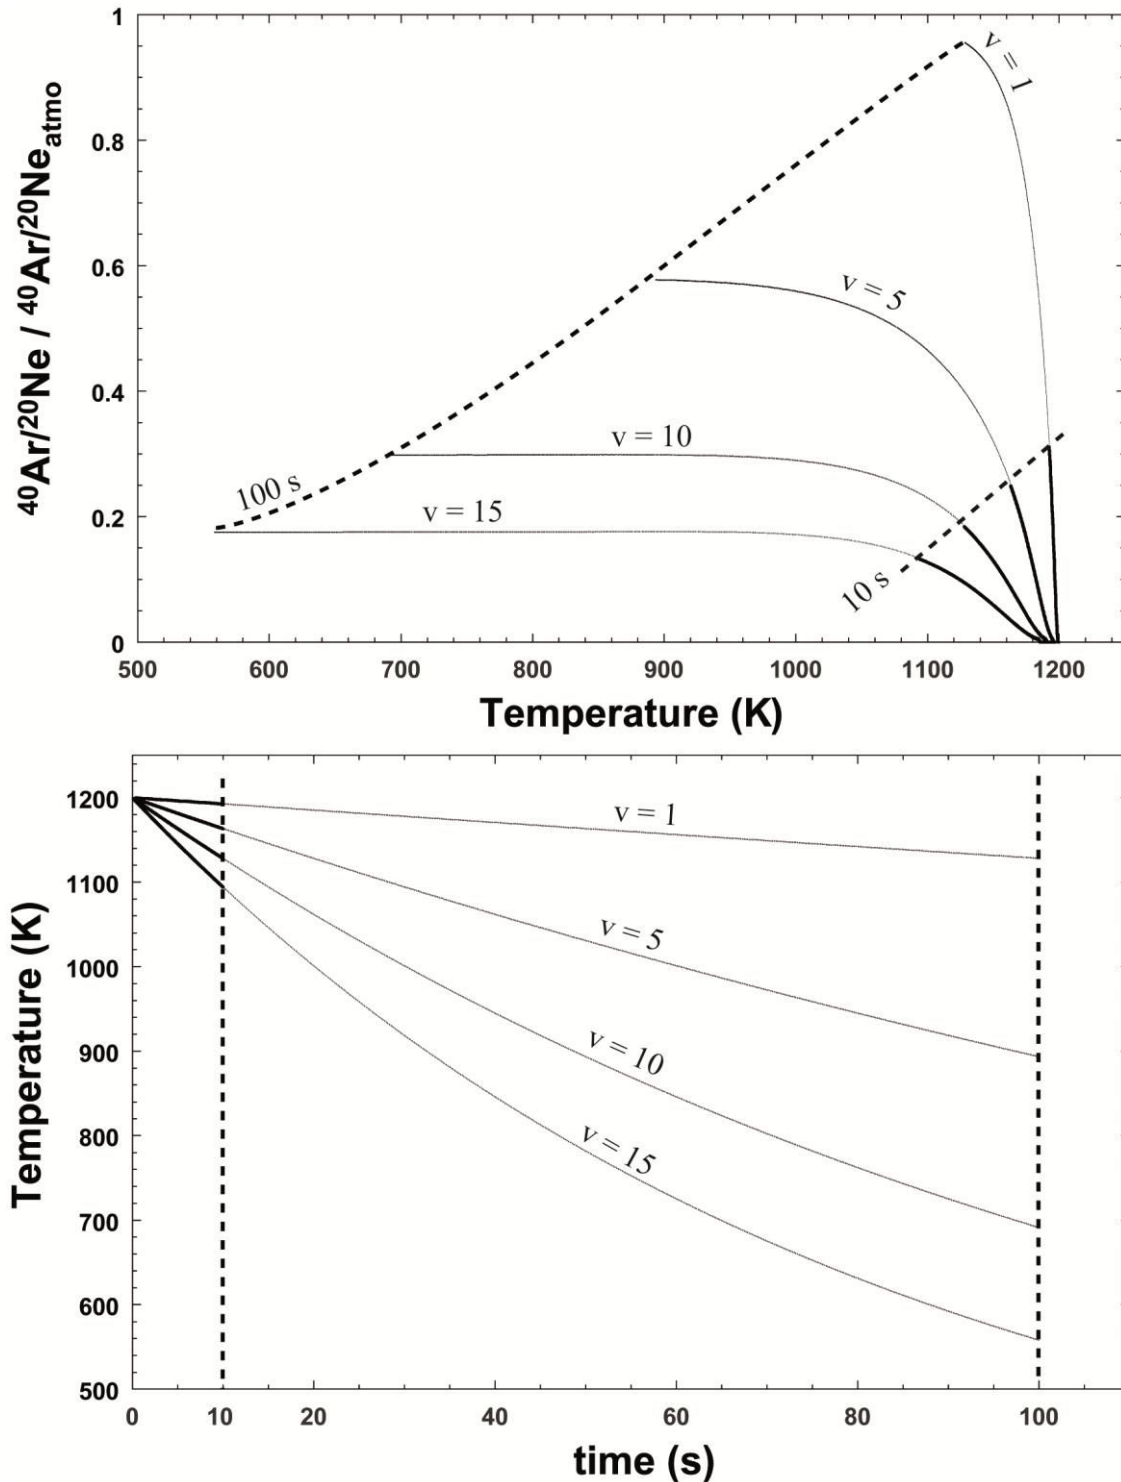 ⁴⁰Ar/²⁰Ne / ⁴⁰Ar/²⁰Ne_atmo
1
0.8
0.6
0.4
0.2
0
v = 1
v = 5
v = 10
v = 15
100 s
10 s
500 600 700 800 900 1000 1100 1200
Temperature (K)
Temperature (K)
1200
1100
1000
900
800
700
600
500
v = 1
v = 5
v = 10
v = 15
0 10 20 40 60 80 100
time (s)